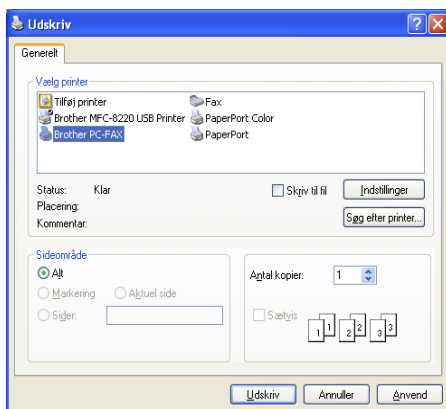 Udskriv
Generelt
Vælg printer
Tilføj printer
Fax
Brother MFC-8220 USB Printer
PaperPort Color
Brother PC-FAX
PaperPort
Status: Klar
Skriv til fil
Indstillinger
Placering:
Kommentar:
Søg efter printer...
Sideområde
Alt
Antal kopier: 1
Markering
Aktuel side
Sider:
Sætvis
1 1 2 2 3 3
Udskriv
Annuller
Anvend